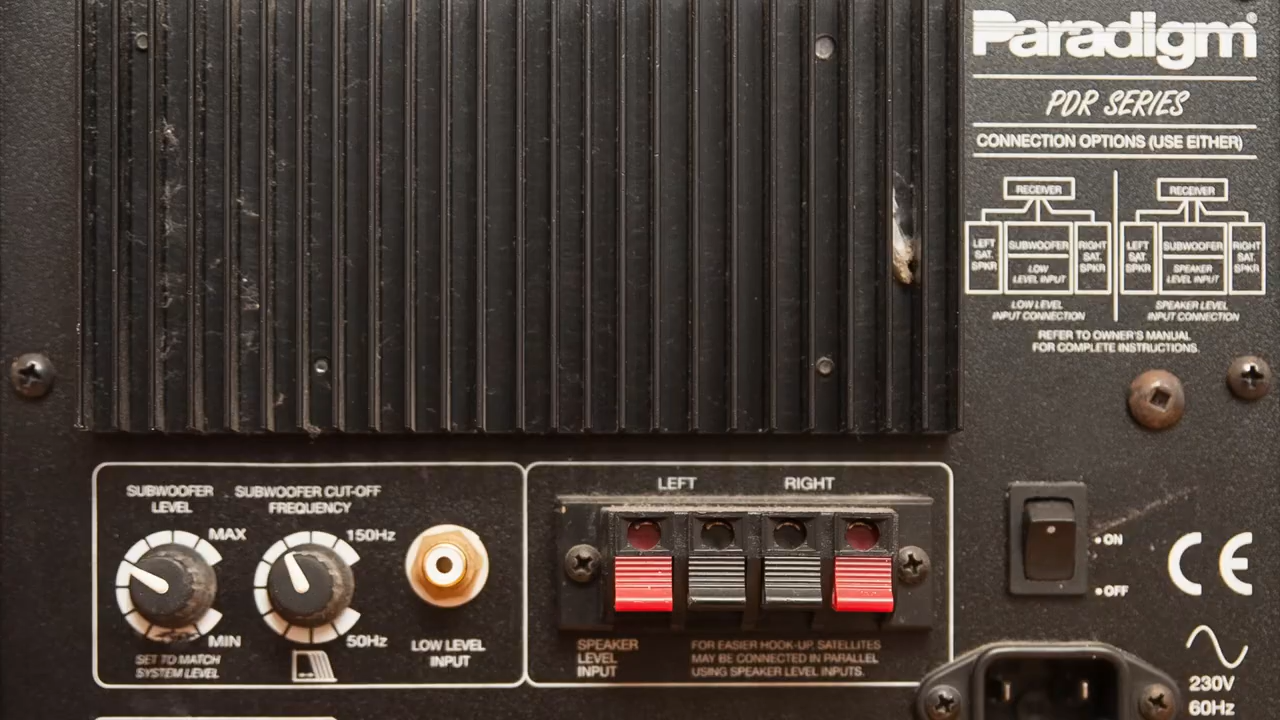 Paradigm
PDR SERIES
CONNECTION OPTIONS (USE EITHER)
RECEIVER
LEFT
SAT.
SPKR
SUBWOOFER
LOW
LEVEL INPUT
RIGHT
SAT.
SPKR
LOW LEVEL
INPUT CONNECTION
RECEIVER
LEFT
SAT.
SPKR
SUBWOOFER
SPEAKER
LEVEL INPUT
RIGHT
SAT.
SPKR
SPEAKER LEVEL
INPUT CONNECTION
REFER TO OWNER'S MANUAL
FOR COMPLETE INSTRUCTIONS.
SUBWOOFER
LEVEL
MAX
MIN
SET TO MATCH
SYSTEM LEVEL
SUBWOOFER CUT-OFF
FREQUENCY
150Hz
50Hz
LOW LEVEL
INPUT
LEFT
RIGHT
SPEAKER
LEVEL
INPUT
FOR EASIER HOOK-UP, SATELLITES
MAY BE CONNECTED IN PARALLEL
USING SPEAKER LEVEL INPUTS.
ON
OFF
CE
230V
60Hz